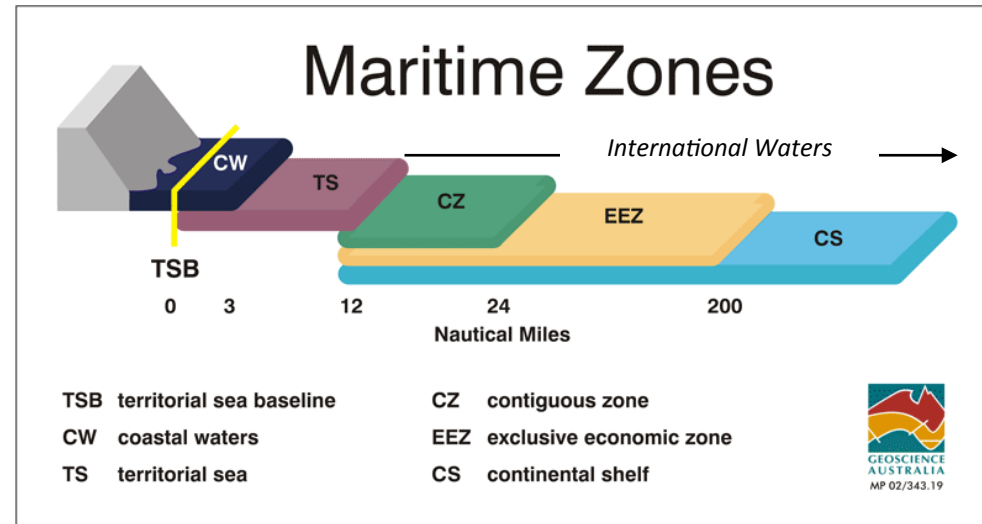 Maritime Zones
International Waters
CW
TS
CZ
EEZ
CS
TSB
0 3 12 24 200
Nautical Miles
TSB territorial sea baseline
CW coastal waters
TS territorial sea
CZ contiguous zone
EEZ exclusive economic zone
CS continental shelf
GEOSCIENCE
AUSTRALIA
MP 02/343.19